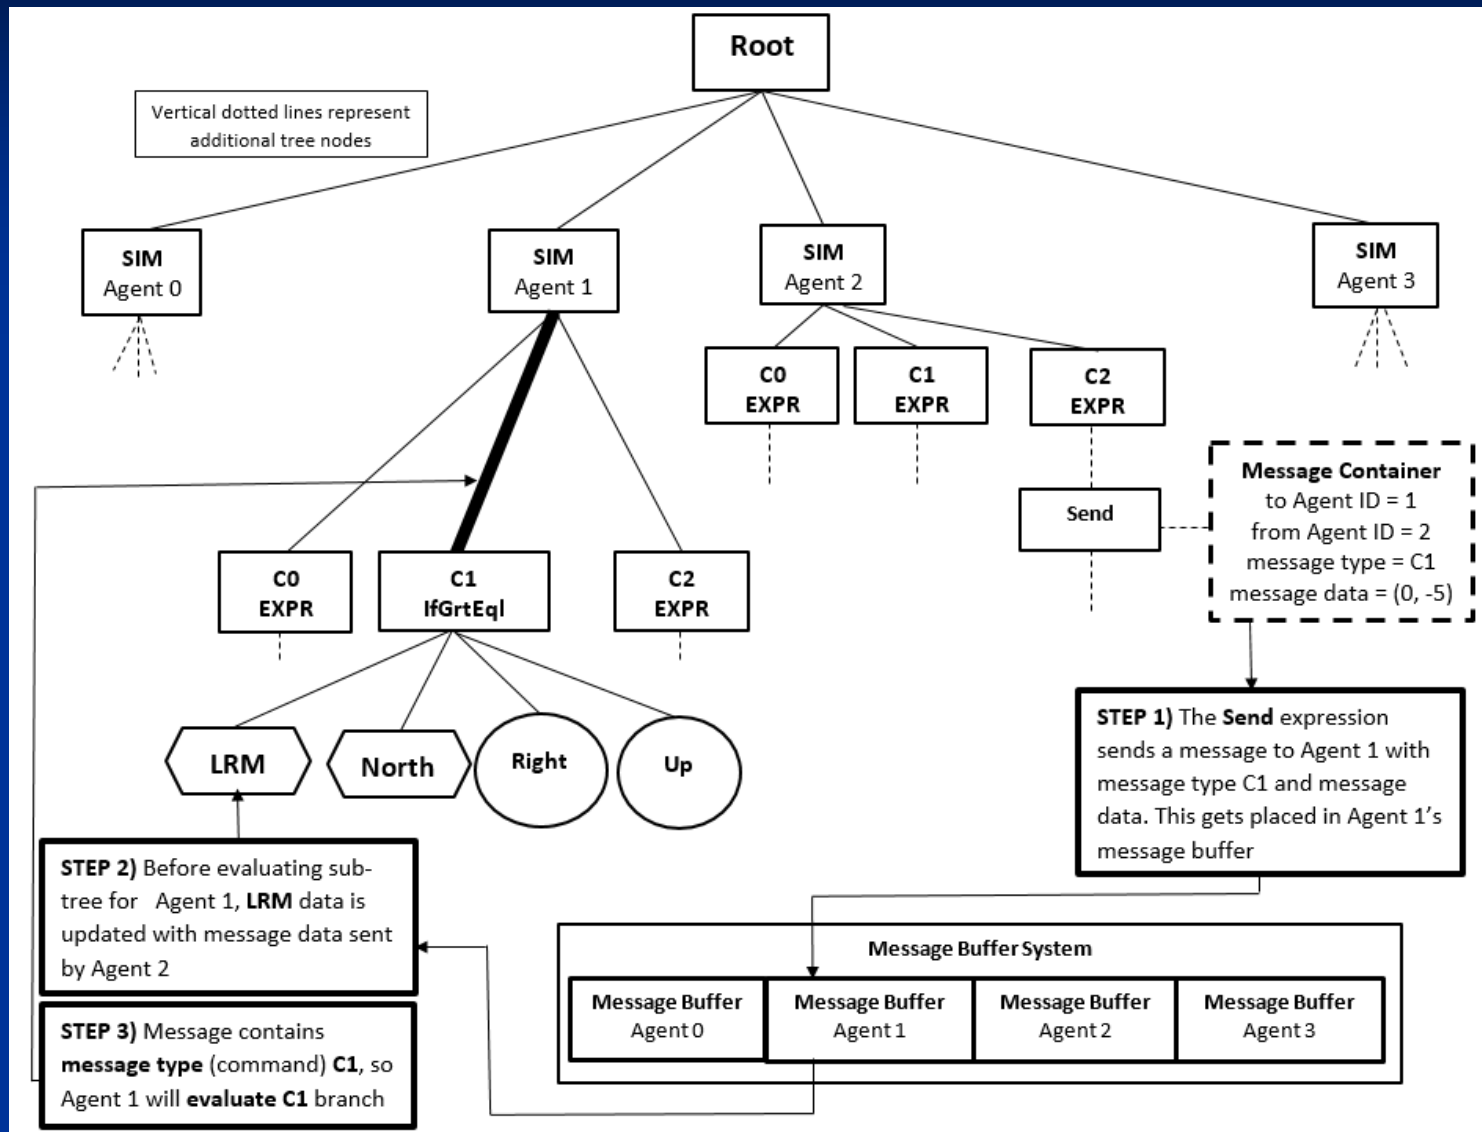 Root
Vertical dotted lines represent
additional tree nodes
SIM
Agent 0
SIM
Agent 1
SIM
Agent 2
SIM
Agent 3
C0
EXPR
C1
EXPR
C2
EXPR
Send
Message Container
to Agent ID = 1
from Agent ID = 2
message type = C1
message data = (0, -5)
C0
EXPR
C1
IfGrtEql
C2
EXPR
LRM
North
Right
Up
STEP 1) The Send expression
sends a message to Agent 1 with
message type C1 and message
data. This gets placed in Agent 1’s
message buffer
STEP 2) Before evaluating sub-
tree for Agent 1, LRM data is
updated with message data sent
by Agent 2
STEP 3) Message contains
message type (command) C1, so
Agent 1 will evaluate C1 branch
Message Buffer System
Message Buffer
Agent 0
Message Buffer
Agent 1
Message Buffer
Agent 2
Message Buffer
Agent 3